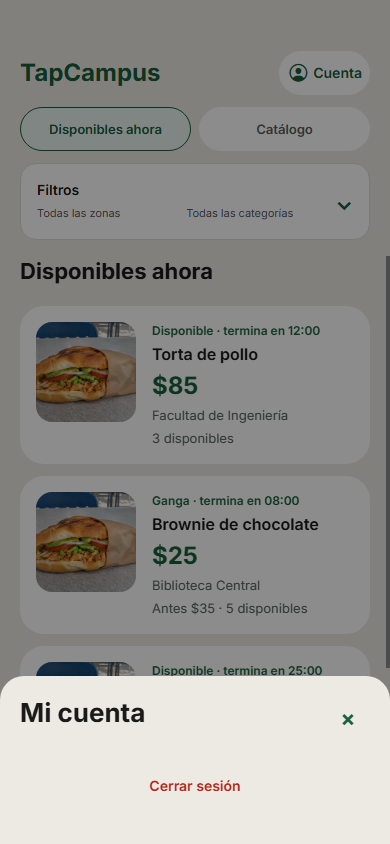 TapCampus
Cuenta
Disponibles ahora
Catálogo
Filtros
Todas las zonas
Todas las categorías
Disponibles ahora
Disponible · termina en 12:00
Torta de pollo
$85
Facultad de Ingeniería
3 disponibles
Ganga · termina en 08:00
Brownie de chocolate
$25
Biblioteca Central
Antes $35 · 5 disponibles
Disponible · termina en 25:00
Mi cuenta
×
Cerrar sesión